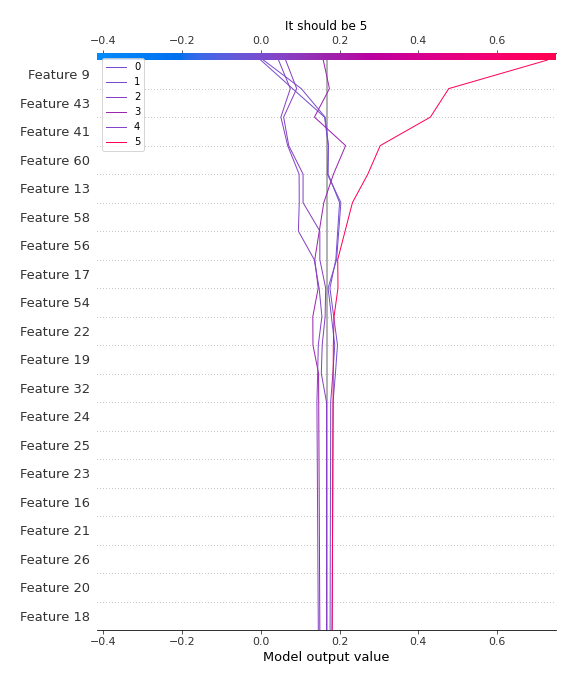 It should be 5
−0.4 −0.2 0.0 0.2 0.4 0.6
0
1
2
3
4
5
Feature 9
Feature 43
Feature 41
Feature 60
Feature 13
Feature 58
Feature 56
Feature 17
Feature 54
Feature 22
Feature 19
Feature 32
Feature 24
Feature 25
Feature 23
Feature 16
Feature 21
Feature 26
Feature 20
Feature 18
−0.4 −0.2 0.0 0.2 0.4 0.6
Model output value